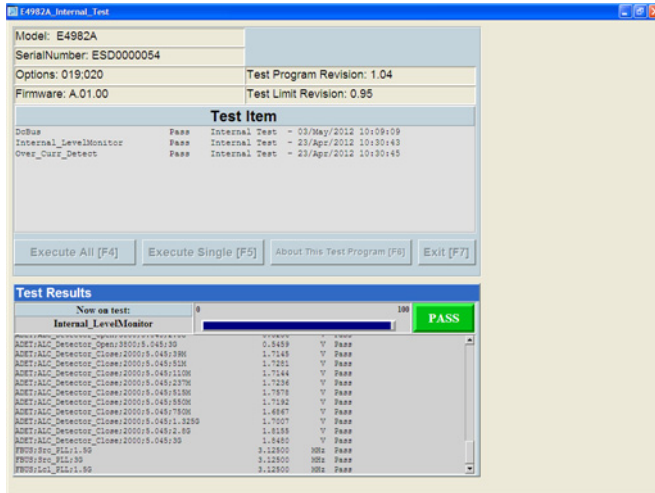 E4982A_Internal_Test
Model: E4982A
SerialNumber: ESD0000054
Options: 019;020
Test Program Revision: 1.04
Firmware: A.01.00
Test Limit Revision: 0.95
Test Item
DcBus Pass Internal Test - 03/May/2012 10:09:09
Internal_LevelMonitor Pass Internal Test - 23/Apr/2012 10:30:43
Over_Curr_Detect Pass Internal Test - 23/Apr/2012 10:30:45
Execute All [F4]
Execute Single [F5]
About This Test Program [F6]
Exit [F7]
Test Results
Now on test:
0
100
PASS
Internal_LevelMonitor
ADET;ALC_Detector_Open;3800;5.045;3G 0.5459 V Pass
ADET;ALC_Detector_Close;2000;5.045;39M 1.7145 V Pass
ADET;ALC_Detector_Close;2000;5.045;51M 1.7281 V Pass
ADET;ALC_Detector_Close;2000;5.045;110M 1.7144 V Pass
ADET;ALC_Detector_Close;2000;5.045;237M 1.7236 V Pass
ADET;ALC_Detector_Close;2000;5.045;515M 1.7578 V Pass
ADET;ALC_Detector_Close;2000;5.045;550M 1.7192 V Pass
ADET;ALC_Detector_Close;2000;5.045;750M 1.6867 V Pass
ADET;ALC_Detector_Close;2000;5.045;1.325G 1.7007 V Pass
ADET;ALC_Detector_Close;2000;5.045;2.8G 1.8155 V Pass
ADET;ALC_Detector_Close;2000;5.045;3G 1.8480 V Pass
FBUS;Src_PLL;1.5G 3.12500 MHz Pass
FBUS;Src_PLL;3G 3.12500 MHz Pass
FBUS;Lo1_PLL;1.5G 3.12500 MHz Pass